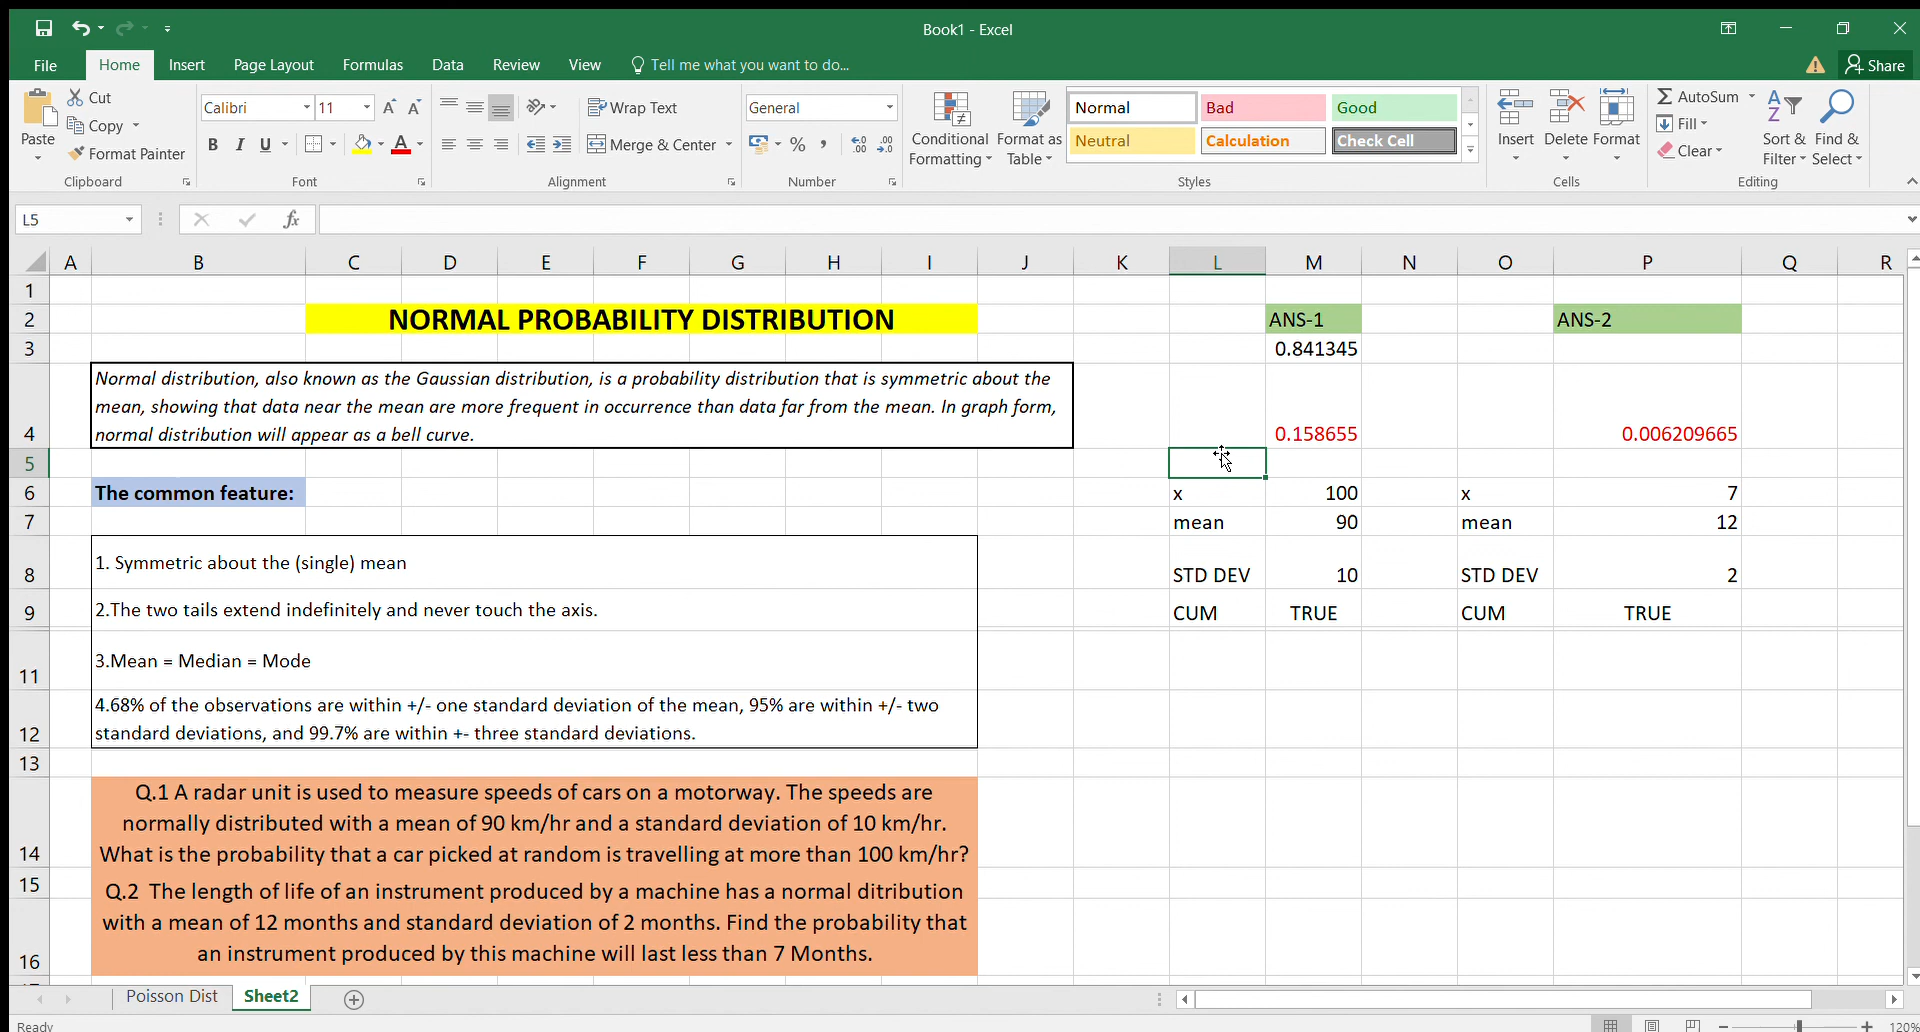 Book1 - Excel
File Home Insert Page Layout Formulas Data Review View Tell me what you want to do... Share
Paste
Cut
Copy
Format Painter
Clipboard
Calibri 11
B I U
Font
Wrap Text
Merge & Center
Alignment
General
Number
Conditional Formatting
Format as Table
Normal Bad Good
Neutral Calculation Check Cell
Styles
Insert Delete Format
Cells
AutoSum
Fill
Clear
Sort & Filter
Find & Select
Editing
L5 fx
A B C D E F G H I J K L M N O P Q R
1
2 NORMAL PROBABILITY DISTRIBUTION ANS-1 ANS-2
3 0.841345
Normal distribution, also known as the Gaussian distribution, is a probability distribution that is symmetric about the
mean, showing that data near the mean are more frequent in occurrence than data far from the mean. In graph form,
4 normal distribution will appear as a bell curve. 0.158655 0.006209665
5
6 The common feature: x 100 x 7
7 mean 90 mean 12
1. Symmetric about the (single) mean
8 STD DEV 10 STD DEV 2
9 2.The two tails extend indefinitely and never touch the axis. CUM TRUE CUM TRUE
3.Mean = Median = Mode
11
4.68% of the observations are within +/- one standard deviation of the mean, 95% are within +/- two
12 standard deviations, and 99.7% are within +- three standard deviations.
13
Q.1 A radar unit is used to measure speeds of cars on a motorway. The speeds are
normally distributed with a mean of 90 km/hr and a standard deviation of 10 km/hr.
14 What is the probability that a car picked at random is travelling at more than 100 km/hr?
15 Q.2 The length of life of an instrument produced by a machine has a normal ditribution
with a mean of 12 months and standard deviation of 2 months. Find the probability that
16 an instrument produced by this machine will last less than 7 Months.
Poisson Dist Sheet2
Ready 120%